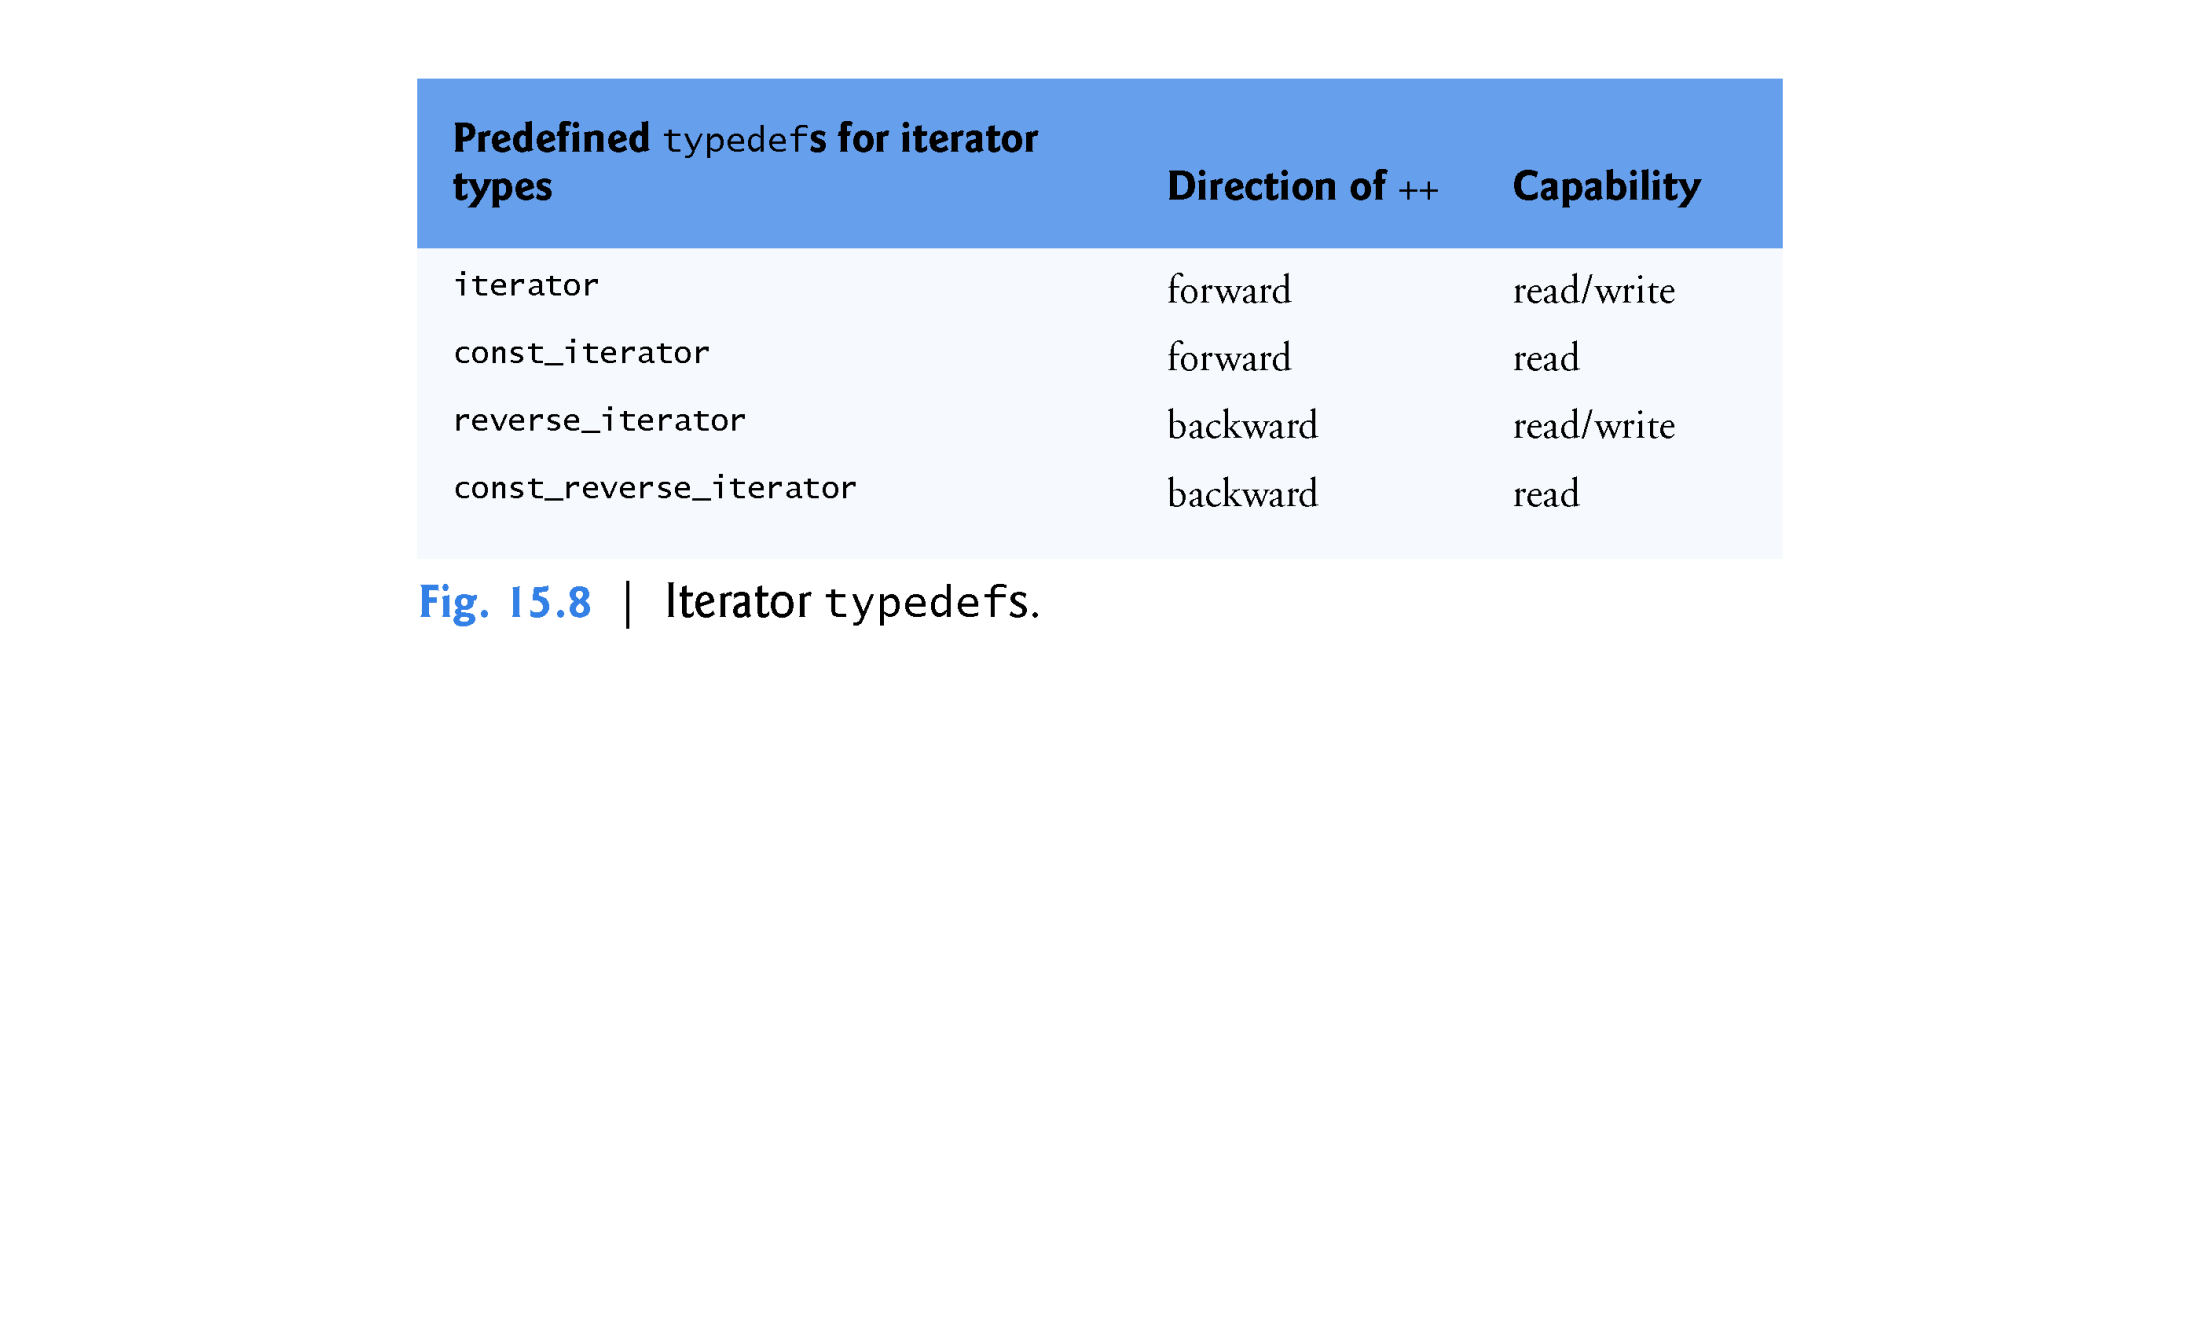 Predefined typedefs for iterator
types Direction of ++ Capability
iterator forward read/write
const_iterator forward read
reverse_iterator backward read/write
const_reverse_iterator backward read
Fig. 15.8 | Iterator typedefs.